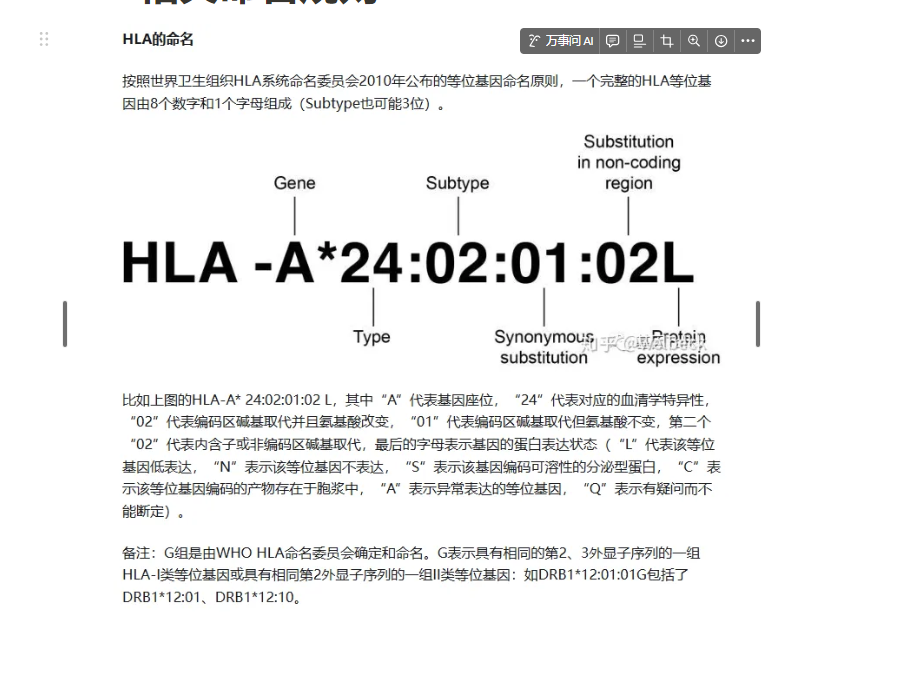 HLA的命名
万事问 AI
按照世界卫生组织HLA系统命名委员会2010年公布的等位基因命名原则，一个完整的HLA等位基
因由8个数字和1个字母组成（Subtype也可能3位）。
Substitution
in non-coding
region
Gene
Subtype
HLA -A*24:02:01:02L
Type
Synonymous
substitution
Protein
expression
知乎
比如上图的HLA-A* 24:02:01:02 L，其中“A”代表基因座位，“24”代表对应的血清学特异性，
“02”代表编码区碱基取代并且氨基酸改变，“01”代表编码区碱基取代但氨基酸不变，第二个
“02”代表内含子或非编码区碱基取代，最后的字母表示基因的蛋白表达状态（“L”代表该等位
基因低表达，“N”表示该等位基因不表达，“S”表示该基因编码可溶性的分泌型蛋白，“C”表
示该等位基因编码的产物存在于胞浆中，“A”表示异常表达的等位基因，“Q”表示有疑问而不
能断定）。
备注：G组是由WHO HLA命名委员会确定和命名。G表示具有相同的第2、3外显子序列的一组
HLA-I类等位基因或具有相同第2外显子序列的一组II类等位基因：如DRB1*12:01:01G包括了
DRB1*12:01、DRB1*12:10。